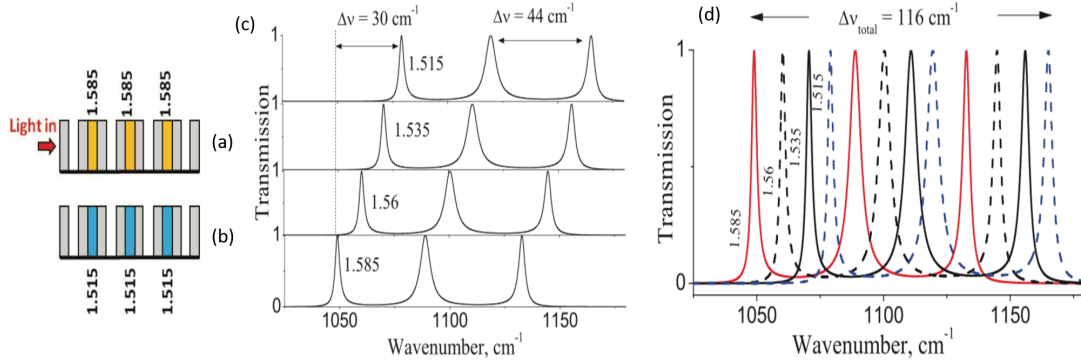 1.585 1.585 1.585
Light in
(a)
(b)
1.515 1.515 1.515
(c)
Δν = 30 cm⁻¹
Δν = 44 cm⁻¹
1
1.515
1
1.535
1
1.56
1
1.585
0
Transmission
1050 1100 1150
Wavenumber, cm⁻¹
(d)
Δν total = 116 cm⁻¹
1
1.585
1.56
1.535
1.515
0
Transmission
1050 1100 1150
Wavenumber, cm⁻¹